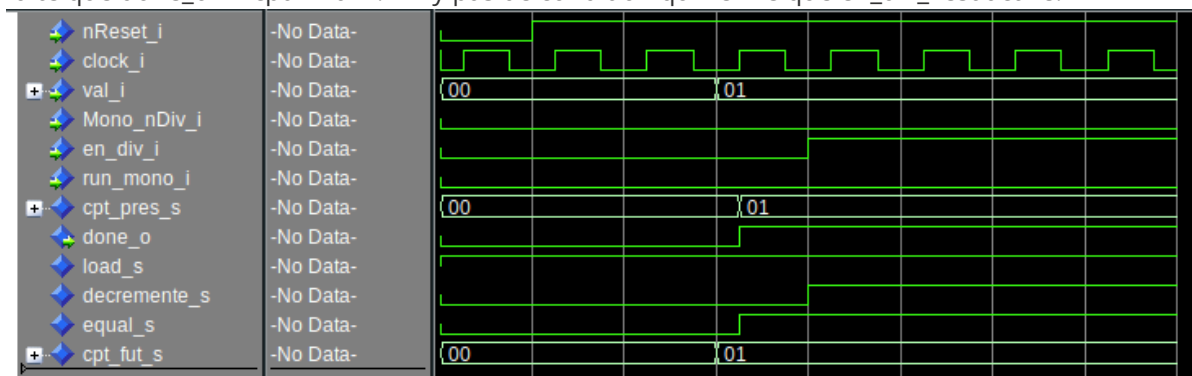 nReset_i -No Data-
clock_i -No Data-
val_i -No Data- 00 01
Mono_nDiv_i -No Data-
en_div_i -No Data-
run_mono_i -No Data-
cpt_pres_s -No Data- 00 01
done_o -No Data-
load_s -No Data-
decremente_s -No Data-
equal_s -No Data-
cpt_fut_s -No Data- 00 01